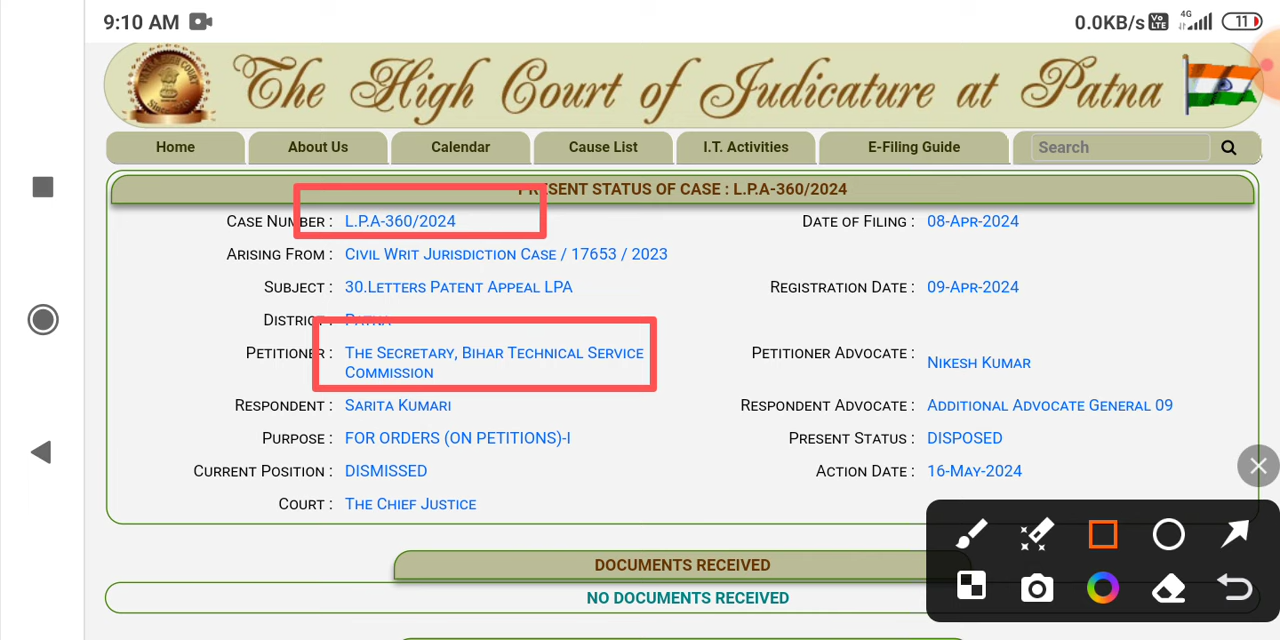 9:10 AM
0.0KB/s Vo LTE 4G 11
The High Court of Judicature at Patna
Home About Us Calendar Cause List I.T. Activities E-Filing Guide Search
PRESENT STATUS OF CASE : L.P.A-360/2024
CASE NUMBER : L.P.A-360/2024 DATE OF FILING : 08-APR-2024
ARISING FROM : CIVIL WRIT JURISDICTION CASE / 17653 / 2023
SUBJECT : 30.LETTERS PATENT APPEAL LPA REGISTRATION DATE : 09-APR-2024
DISTRICT : PATNA
PETITIONER : THE SECRETARY, BIHAR TECHNICAL SERVICE COMMISSION PETITIONER ADVOCATE : NIKESH KUMAR
RESPONDENT : SARITA KUMARI RESPONDENT ADVOCATE : ADDITIONAL ADVOCATE GENERAL 09
PURPOSE : FOR ORDERS (ON PETITIONS)-I PRESENT STATUS : DISPOSED
CURRENT POSITION : DISMISSED ACTION DATE : 16-MAY-2024
COURT : THE CHIEF JUSTICE
DOCUMENTS RECEIVED
NO DOCUMENTS RECEIVED